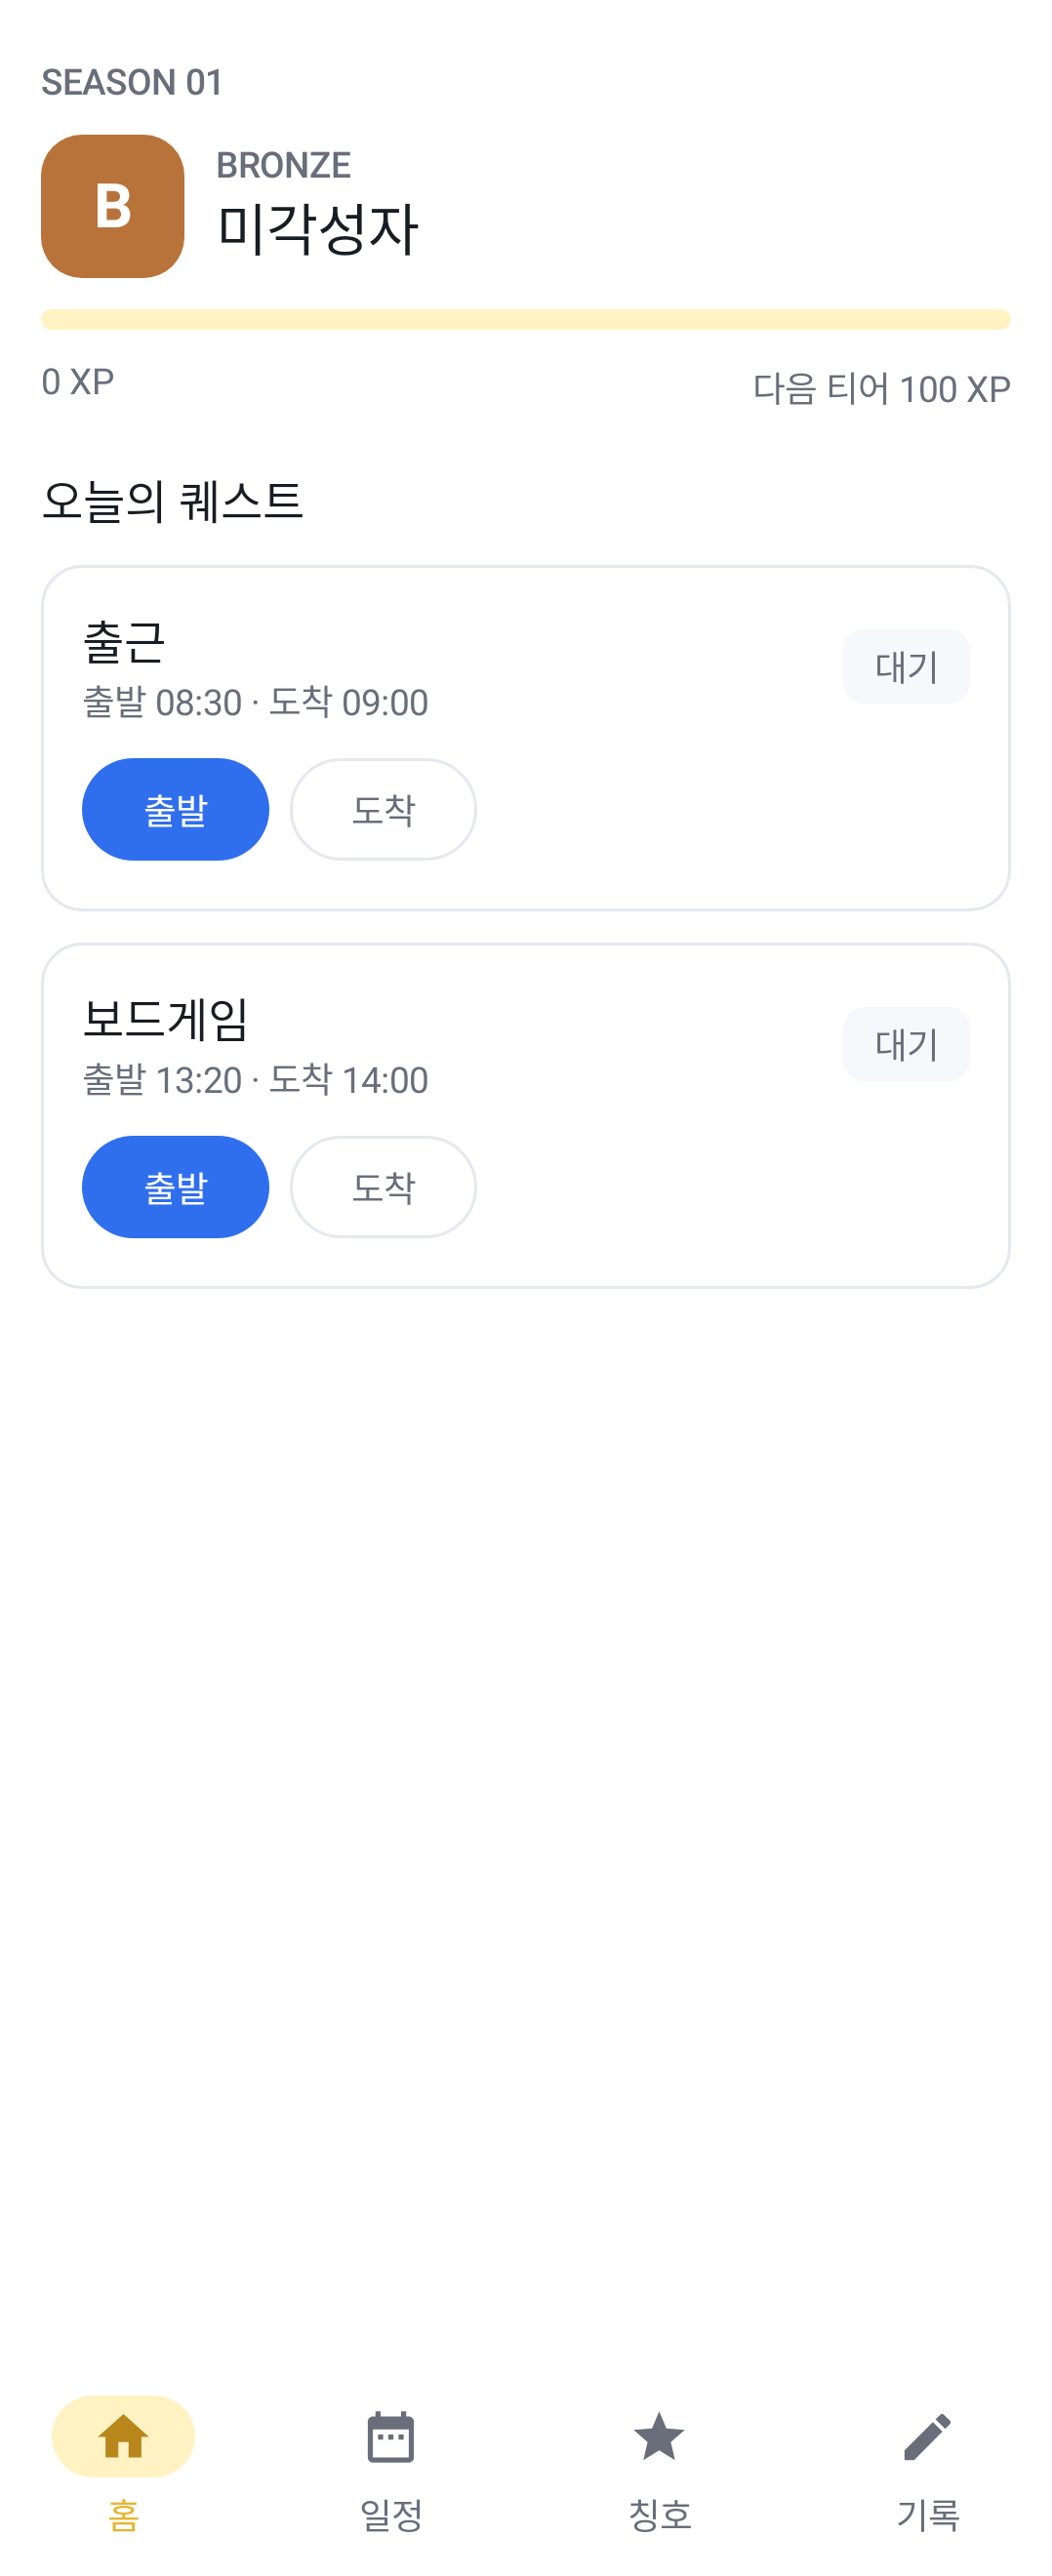 SEASON 01
B
BRONZE
미각성자
0 XP
다음 티어 100 XP
오늘의 퀘스트
출근
대기
출발 08:30 · 도착 09:00
출발
도착
보드게임
대기
출발 13:20 · 도착 14:00
출발
도착
홈
일정
칭호
기록